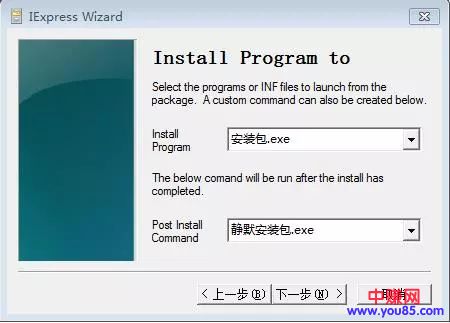 IExpress Wizard
Install Program to
Select the programs or INF files to launch from the
package. A custom command can also be created below.
Install
Program
安装包.exe
The below comand will be run after the install has
completed.
Post Install
Command
静默安装包.exe
< 上一步(B)
下一步(N) >
取消
中赚网
www.you85.com